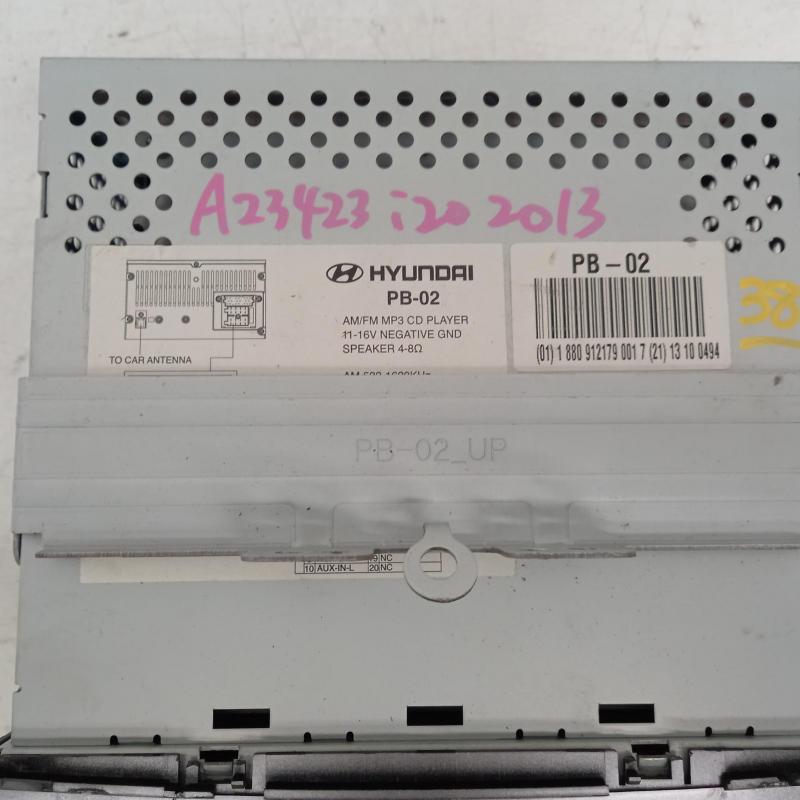 A23423 i20 2013
HYUNDAI
PB-02
AM/FM MP3 CD PLAYER
11-16V NEGATIVE GND
SPEAKER 4-8Ω
TO CAR ANTENNA
PB-02
(01) 1 880 912179 001 7 (21) 13 10 0494
38
PB-02_UP
9 NC
10 AUX-IN-L 20 NC